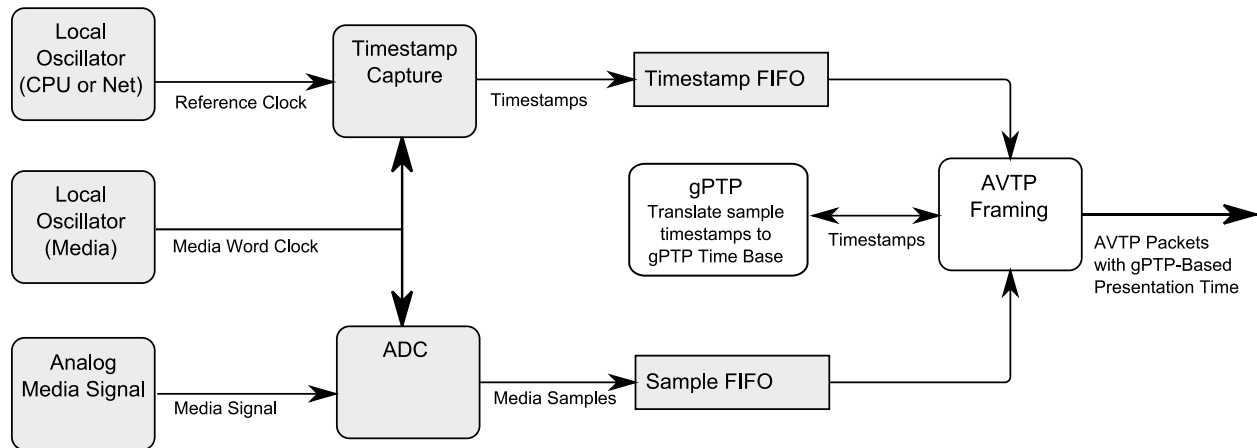 Local
Oscillator
(CPU or Net)
Reference Clock
Timestamp
Capture
Timestamps
Timestamp FIFO
Local
Oscillator
(Media)
Media Word Clock
gPTP
Translate sample
timestamps to
gPTP Time Base
Timestamps
AVTP
Framing
AVTP Packets
with gPTP-Based
Presentation Time
Analog
Media Signal
Media Signal
ADC
Media Samples
Sample FIFO